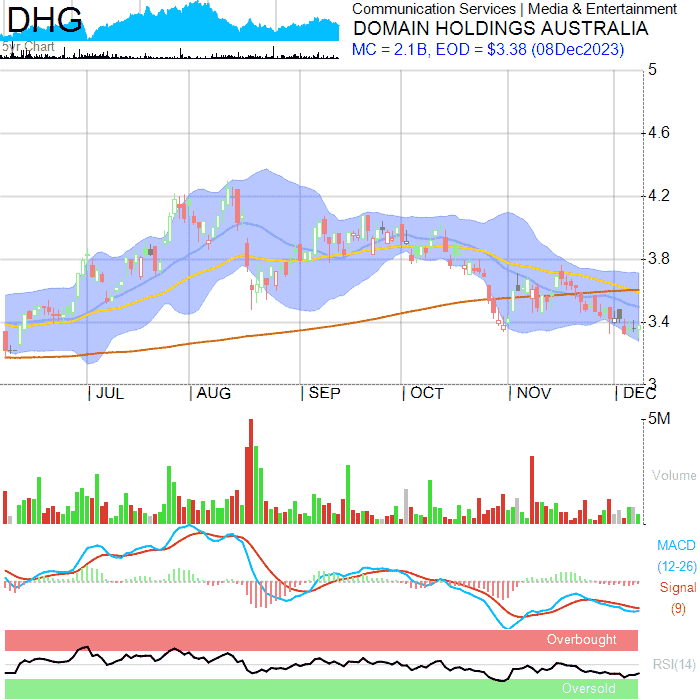 DHG
5yr Chart
Communication Services | Media & Entertainment
DOMAIN HOLDINGS AUSTRALIA
MC = 2.1B, EOD = $3.38 (08Dec2023)
5
4.6
4.2
3.8
3.4
3
| JUL | AUG | SEP | OCT | NOV | DEC
5M
Volume
MACD
(12-26)
Signal
(9)
Overbought
RSI(14)
Oversold